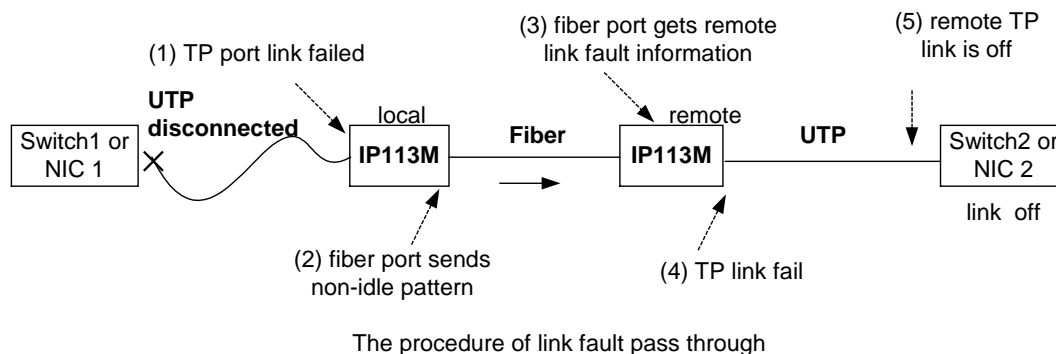 (1) TP port link failed
(3) fiber port gets remote
link fault information
(5) remote TP
link is off
UTP
disconnected
local
remote
Fiber
UTP
Switch1 or
NIC 1
IP113M
IP113M
Switch2 or
NIC 2
link off
(2) fiber port sends
non-idle pattern
(4) TP link fail
The procedure of link fault pass through